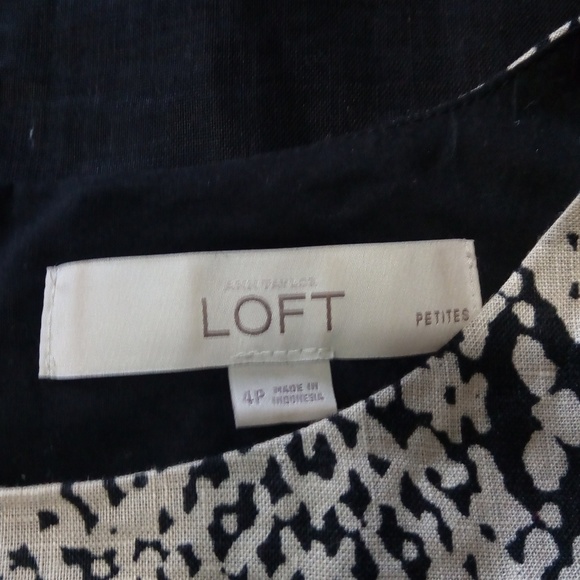 ANN TAYLOR
LOFT
PETITES
4P MADE IN
INDONESIA